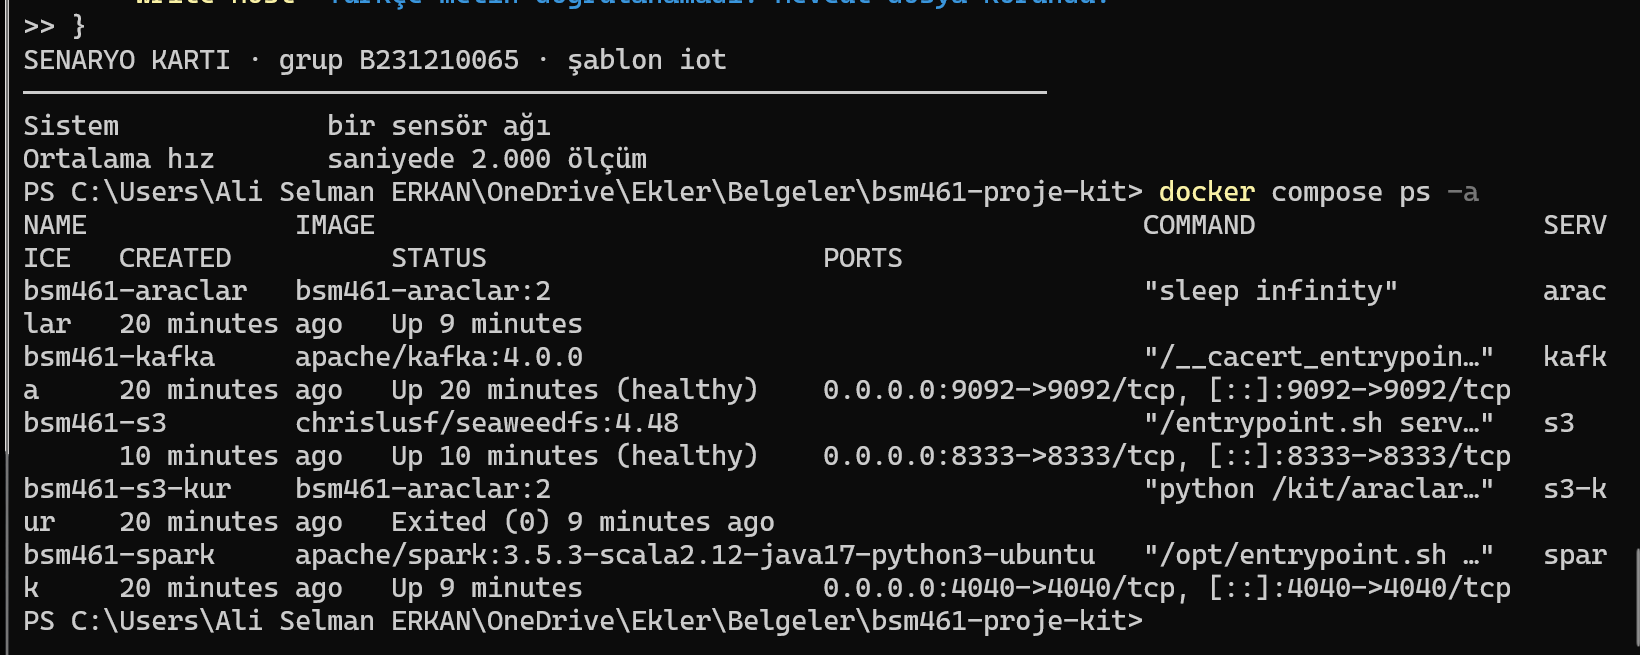 >> }
SENARYO KARTI · grup B231210065 · şablon iot
Sistem bir sensör ağı
Ortalama hız saniyede 2.000 ölçüm
PS C:\Users\Ali Selman ERKAN\OneDrive\Ekler\Belgeler\bsm461-proje-kit> docker compose ps -a
NAME IMAGE COMMAND SERV
ICE CREATED STATUS PORTS
bsm461-araclar bsm461-araclar:2 "sleep infinity" arac
lar 20 minutes ago Up 9 minutes
bsm461-kafka apache/kafka:4.0.0 "/__cacert_entrypoin…" kafk
a 20 minutes ago Up 20 minutes (healthy) 0.0.0.0:9092->9092/tcp, [::]:9092->9092/tcp
bsm461-s3 chrislusf/seaweedfs:4.48 "/entrypoint.sh serv…" s3
10 minutes ago Up 10 minutes (healthy) 0.0.0.0:8333->8333/tcp, [::]:8333->8333/tcp
bsm461-s3-kur bsm461-araclar:2 "python /kit/araclar…" s3-k
ur 20 minutes ago Exited (0) 9 minutes ago
bsm461-spark apache/spark:3.5.3-scala2.12-java17-python3-ubuntu "/opt/entrypoint.sh …" spar
k 20 minutes ago Up 9 minutes 0.0.0.0:4040->4040/tcp, [::]:4040->4040/tcp
PS C:\Users\Ali Selman ERKAN\OneDrive\Ekler\Belgeler\bsm461-proje-kit>